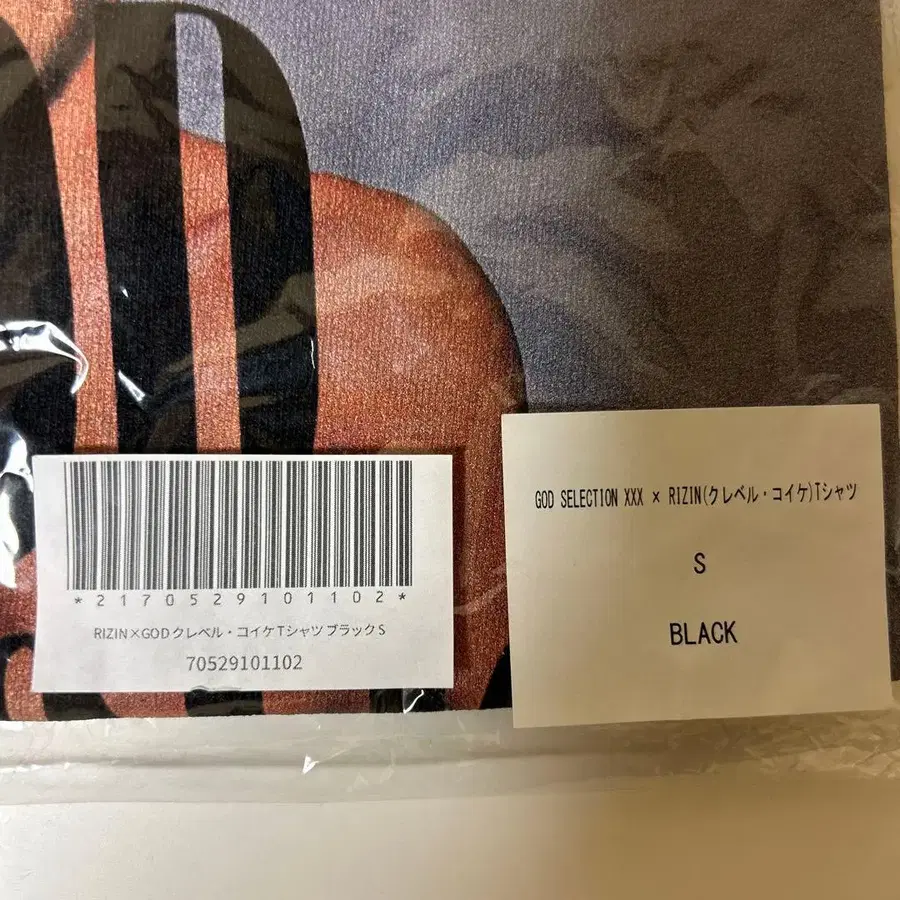 *2170529101102*
RIZIN×GODクレベル・コイケTシャツ ブラックS
70529101102
GOD SELECTION XXX × RIZIN(クレベル・コイケ)Tシャツ
S
BLACK